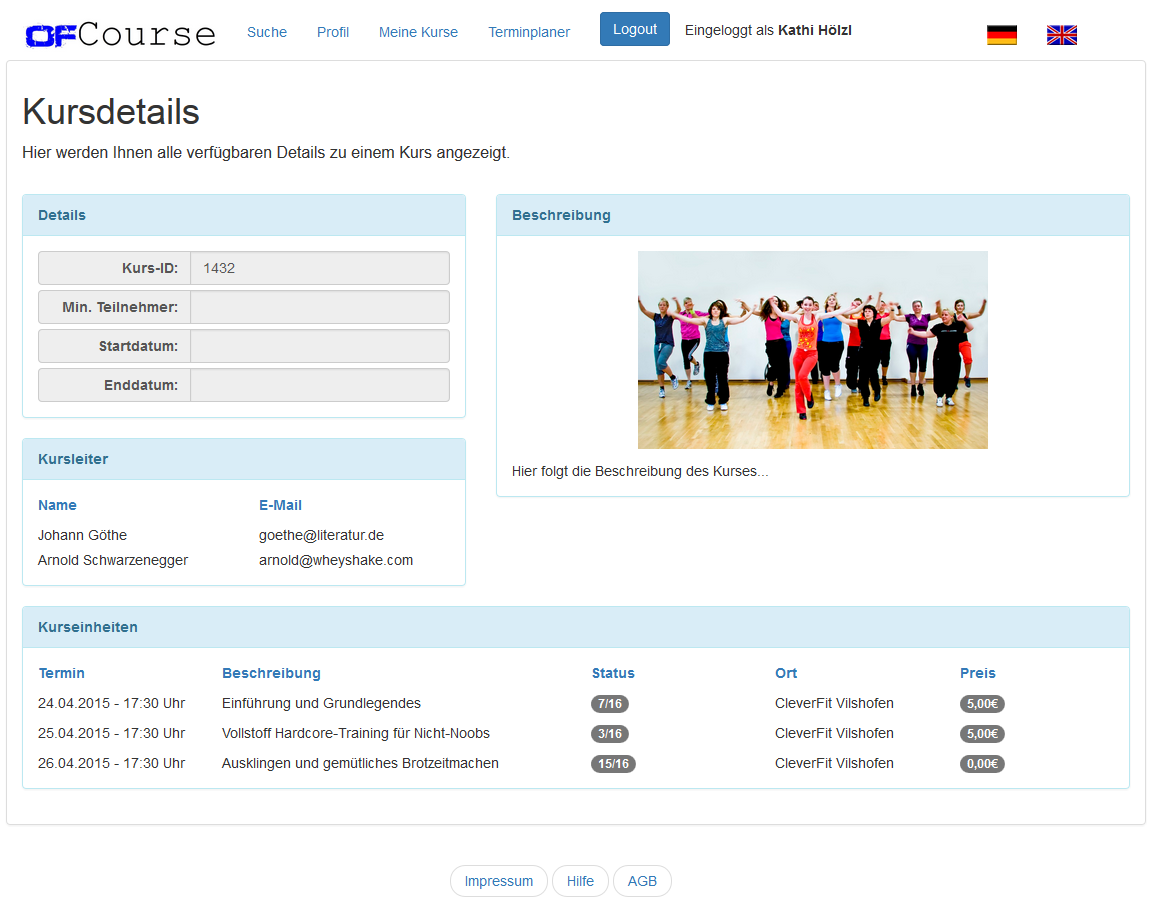 OFCourse Suche Profil Meine Kurse Terminplaner Logout Eingeloggt als Kathi Hölzl
Kursdetails
Hier werden Ihnen alle verfügbaren Details zu einem Kurs angezeigt.
Details
Kurs-ID: 1432
Min. Teilnehmer:
Startdatum:
Enddatum:
Beschreibung
Hier folgt die Beschreibung des Kurses...
Kursleiter
Name E-Mail
Johann Göthe goethe@literatur.de
Arnold Schwarzenegger arnold@wheyshake.com
Kurseinheiten
Termin Beschreibung Status Ort Preis
24.04.2015 - 17:30 Uhr Einführung und Grundlegendes 7/16 CleverFit Vilshofen 5,00€
25.04.2015 - 17:30 Uhr Vollstoff Hardcore-Training für Nicht-Noobs 3/16 CleverFit Vilshofen 5,00€
26.04.2015 - 17:30 Uhr Ausklingen und gemütliches Brotzeitmachen 15/16 CleverFit Vilshofen 0,00€
Impressum Hilfe AGB